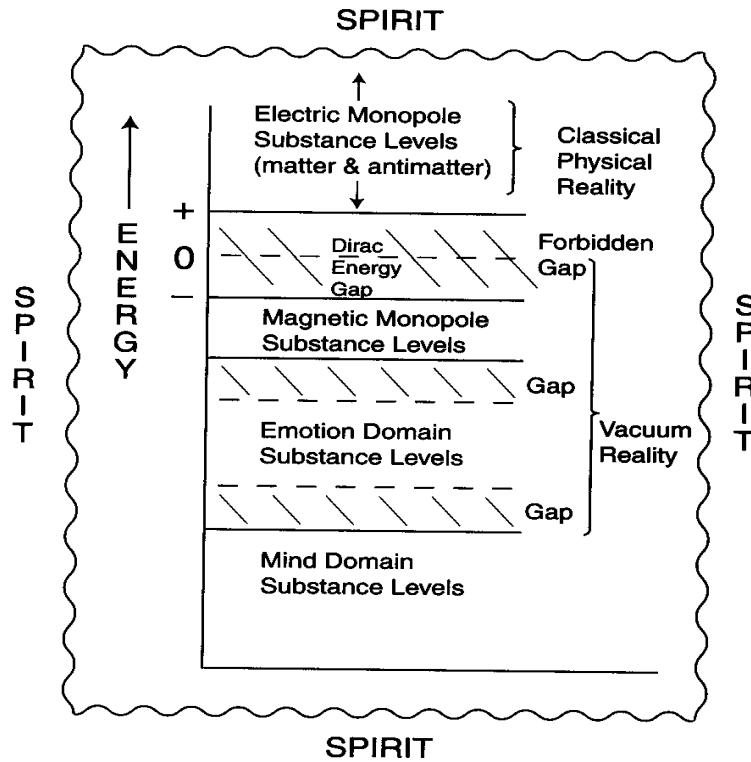 SPIRIT
Electric Monopole
Substance Levels
(matter & antimatter)
Classical
Physical
Reality
ENERGY
+
0
−
Dirac
Energy
Gap
Forbidden
Gap
SPIRIT
SPIRIT
Magnetic Monopole
Substance Levels
Gap
Emotion Domain
Substance Levels
Vacuum
Reality
Gap
Mind Domain
Substance Levels
SPIRIT